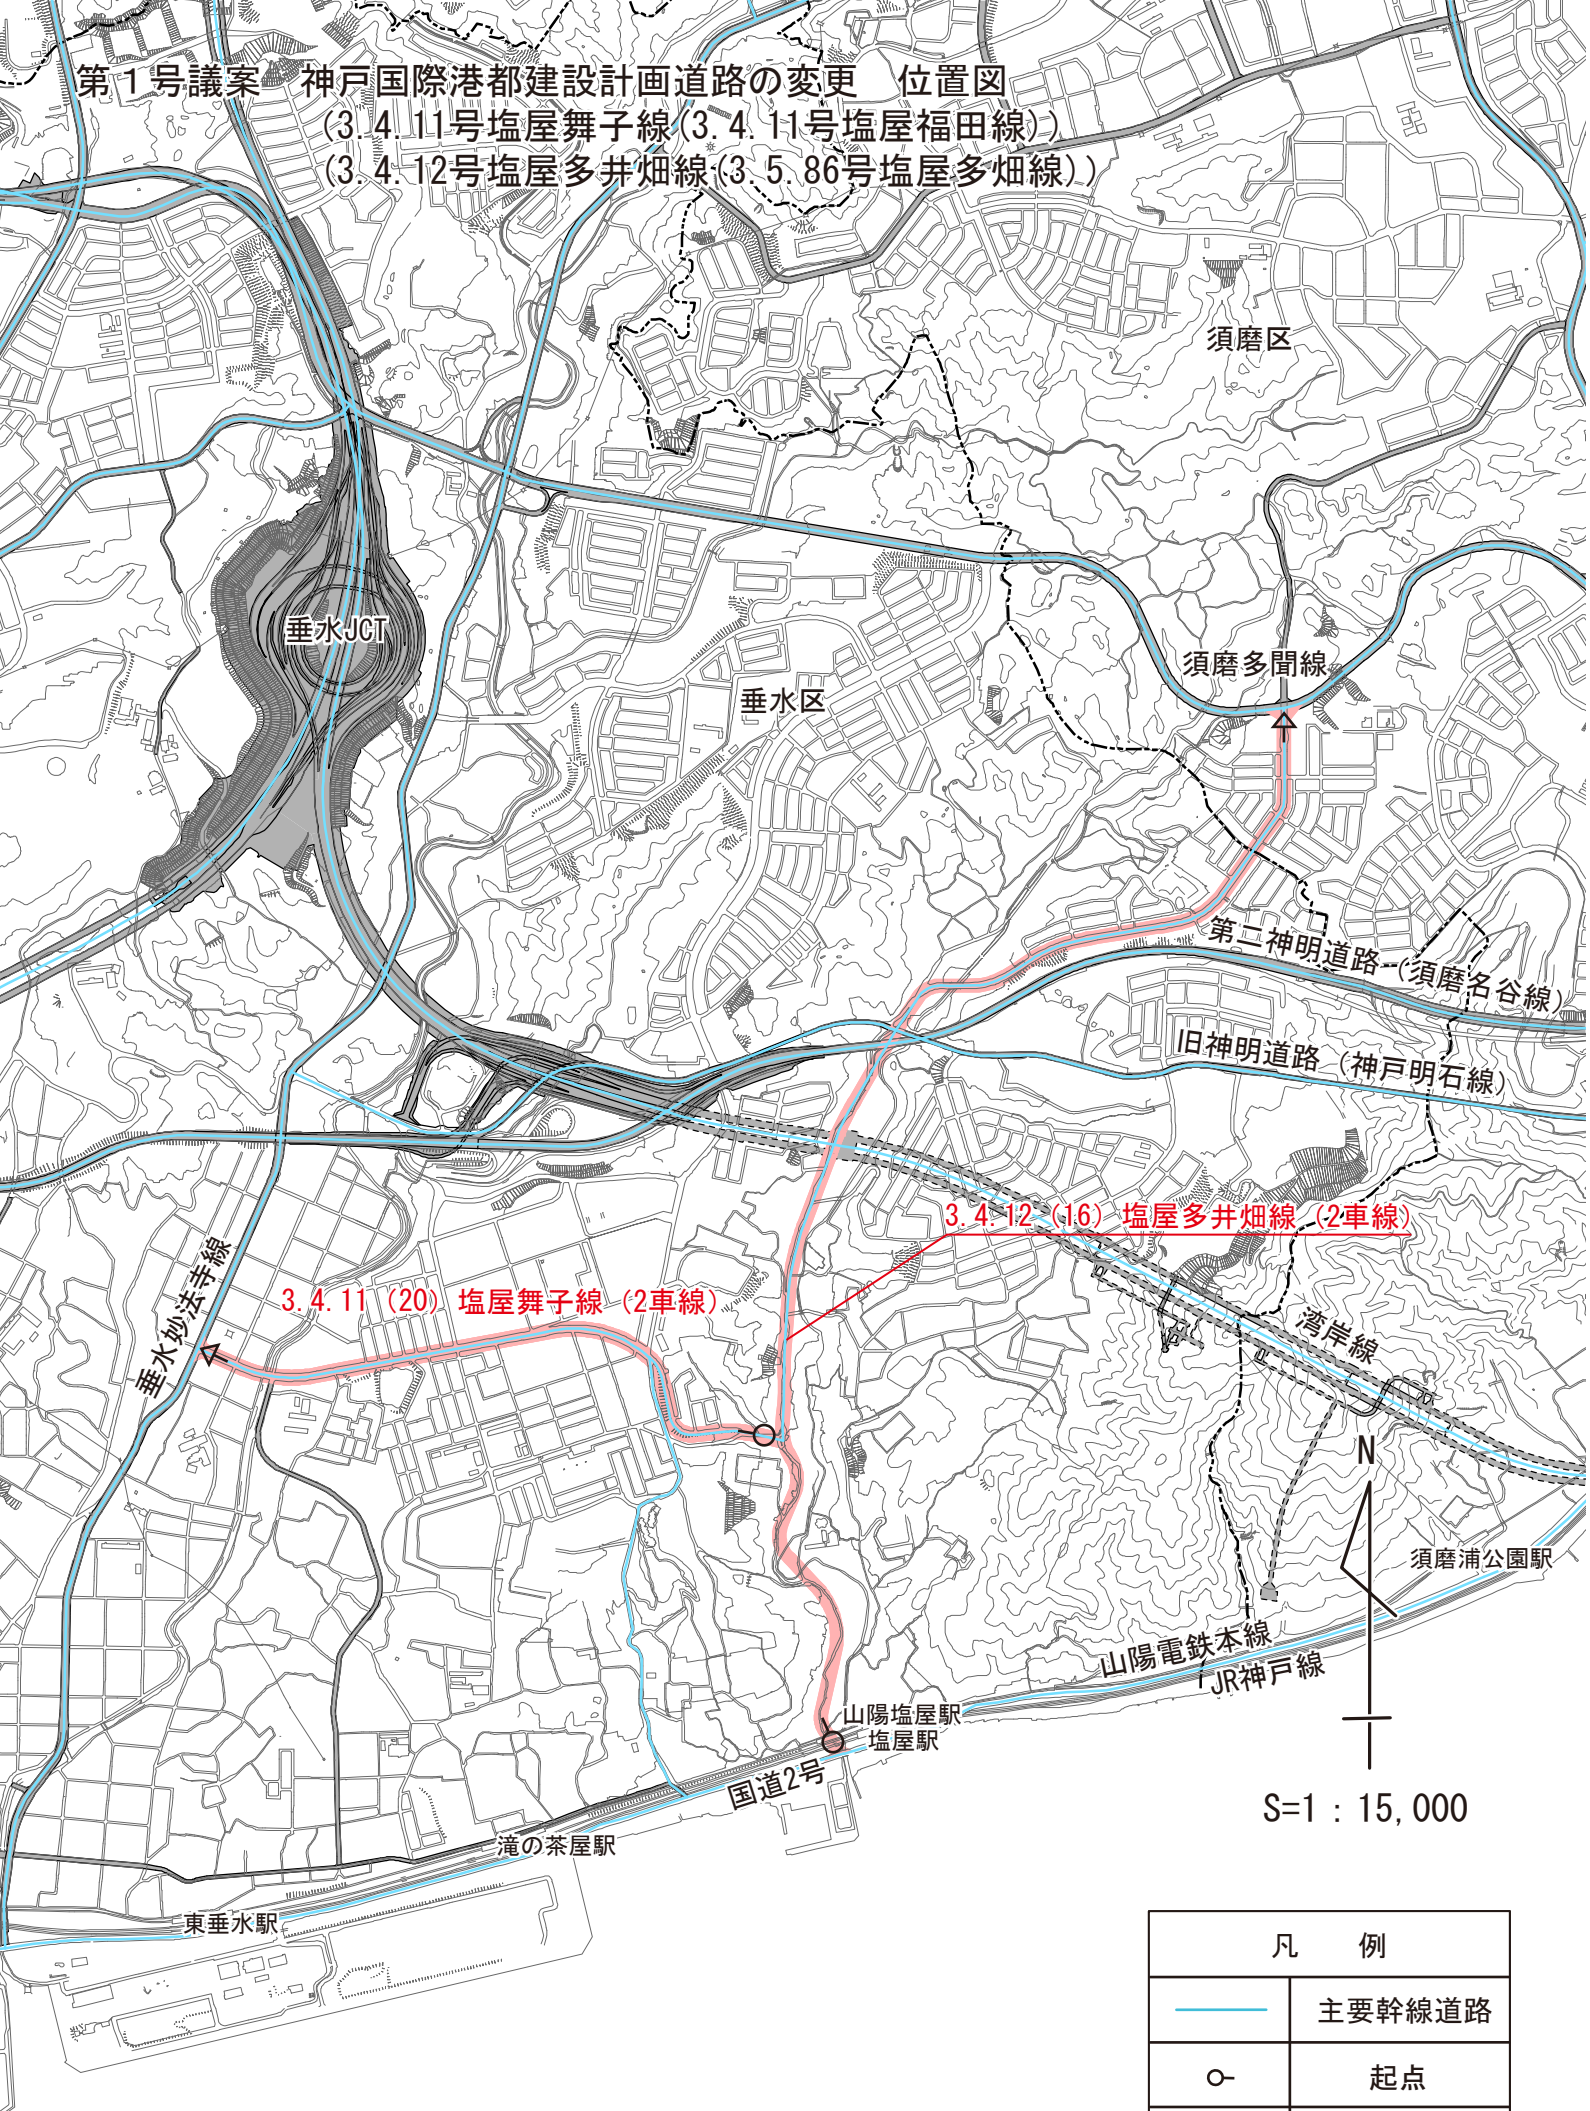 第１号議案　神戸国際港都建設計画道路の変更　位置図
(3.4.11号塩屋舞子線(3.4.11号塩屋福田線))
(3.4.12号塩屋多井畑線(3.5.86号塩屋多畑線))
須磨区
垂水JCT
須磨多聞線
垂水区
第二神明道路（須磨名谷線）
旧神明道路（神戸明石線）
3.4.12（16）塩屋多井畑線（2車線）
垂水妙法寺線
3.4.11（20）塩屋舞子線（2車線）
湾岸線
N
須磨浦公園駅
山陽電鉄本線
JR神戸線
山陽塩屋駅
塩屋駅
国道2号
S=1：15,000
滝の茶屋駅
東垂水駅
凡　例
主要幹線道路
起点